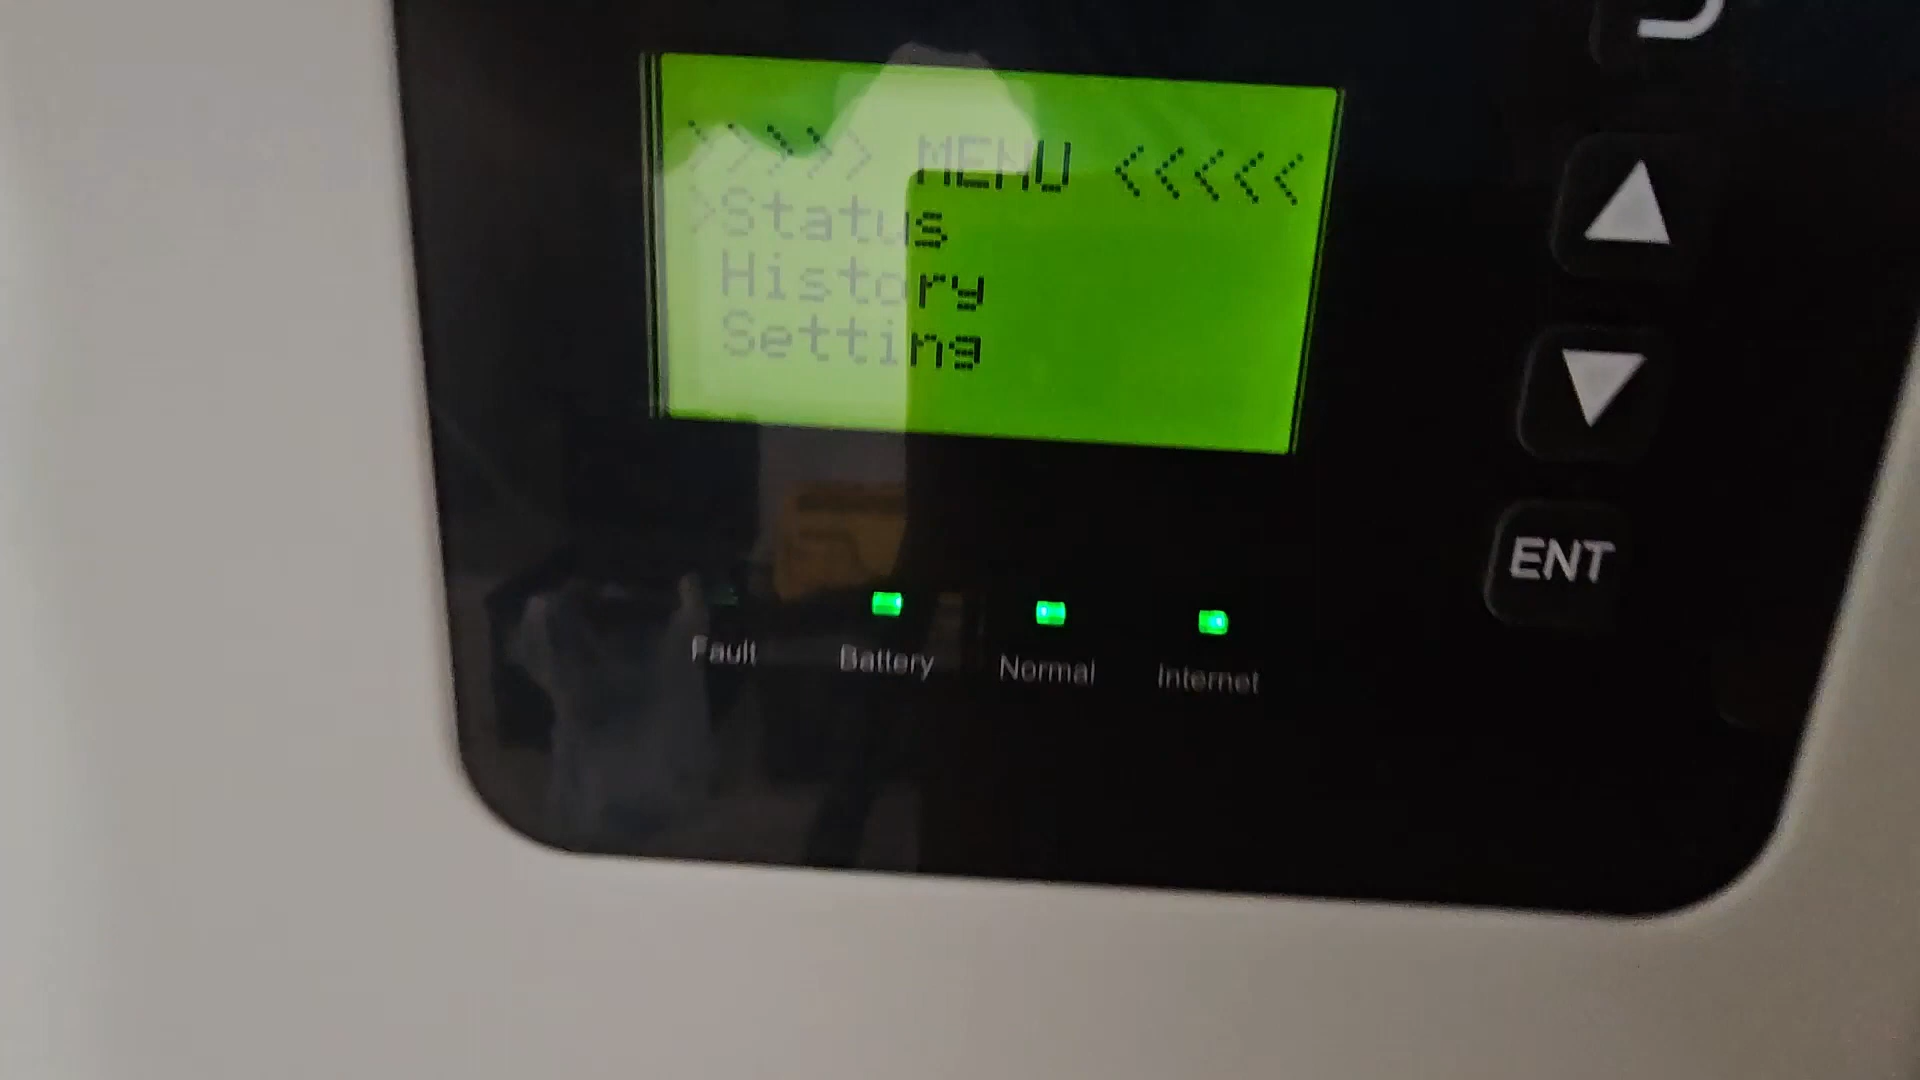 >>>>> MENU <<<<<
>Status
History
Setting
ENT
Fault Battery Normal Internet